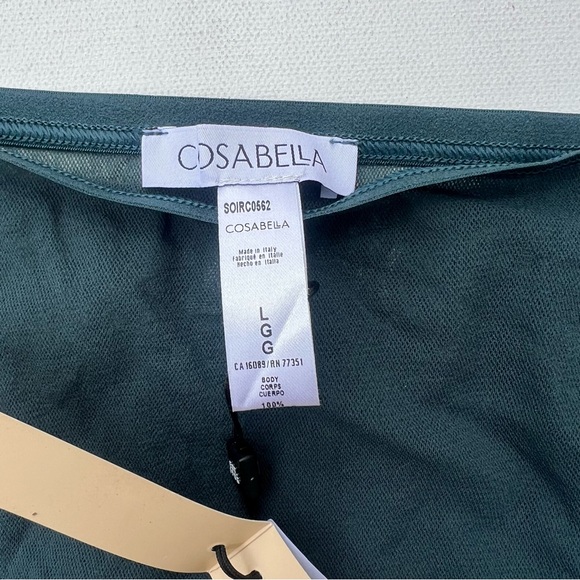 COSABELLA
SOIRC0562
COSABELLA
Made in Italy
Fabriqué en Italie
Hecho en Italia
L
G
G
CA 16089/RN 77351
BODY
CORPS
CUERPO
100%